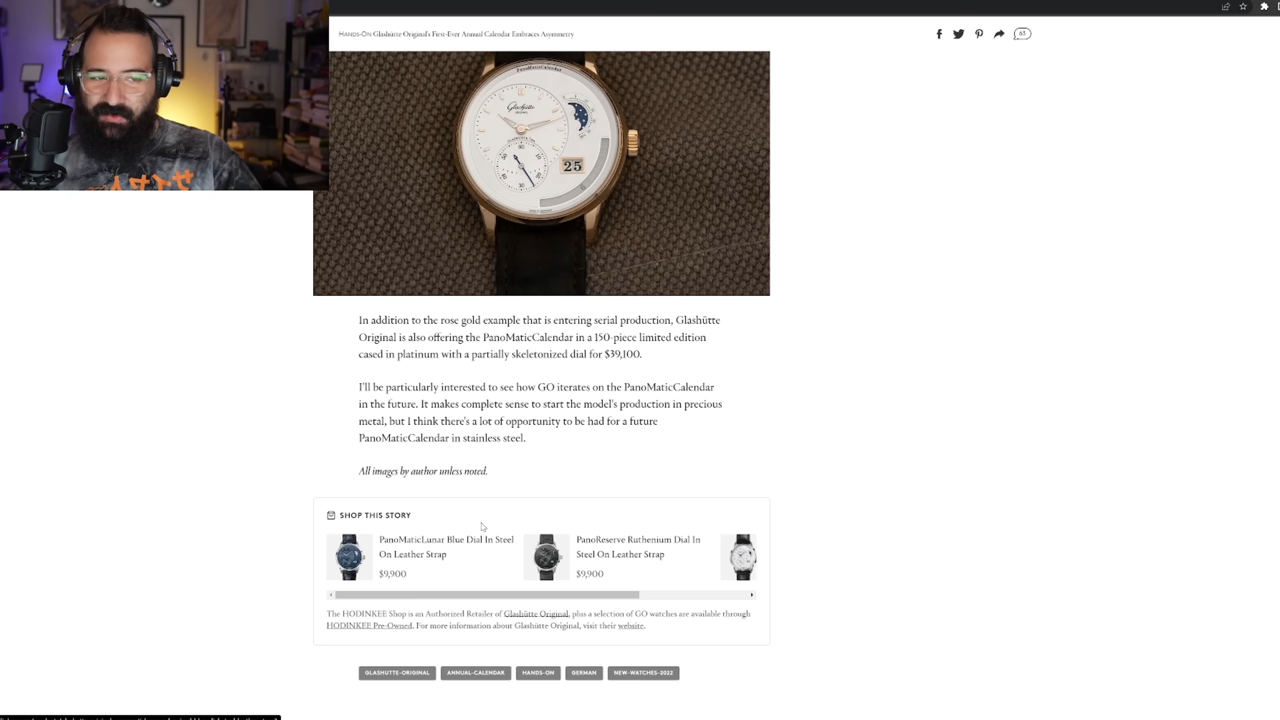 HANDS-ON Glashütte Original's First-Ever Annual Calendar Embraces Asymmetry
63
PanoMaticCalendar
Glashütte
ORIGINAL
60
30
25
In addition to the rose gold example that is entering serial production, Glashütte
Original is also offering the PanoMaticCalendar in a 150-piece limited edition
cased in platinum with a partially skeletonized dial for $39,100.
I'll be particularly interested to see how GO iterates on the PanoMaticCalendar
in the future. It makes complete sense to start the model's production in precious
metal, but I think there's a lot of opportunity to be had for a future
PanoMaticCalendar in stainless steel.
All images by author unless noted.
SHOP THIS STORY
PanoMaticLunar Blue Dial In Steel
On Leather Strap
$9,900
PanoReserve Ruthenium Dial In
Steel On Leather Strap
$9,900
The HODINKEE Shop is an Authorized Retailer of Glashütte Original, plus a selection of GO watches are available through
HODINKEE Pre-Owned. For more information about Glashütte Original, visit their website.
GLASHUTTE-ORIGINAL ANNUAL-CALENDAR HANDS-ON GERMAN NEW-WATCHES-2022